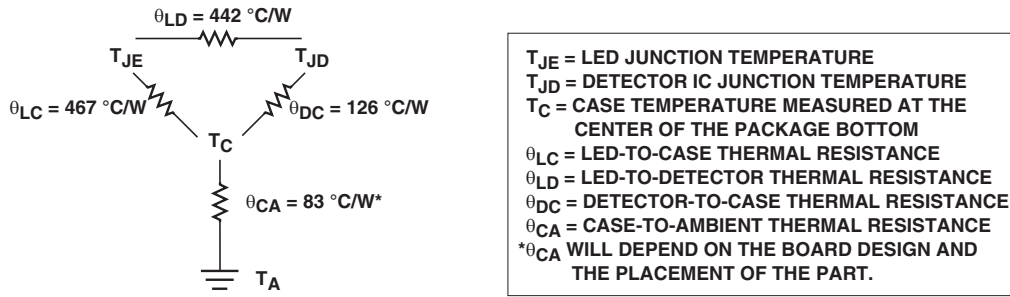 θLD = 442 °C/W
TJE
TJD
θLC = 467 °C/W
θDC = 126 °C/W
TC
θCA = 83 °C/W*
TA
TJE = LED JUNCTION TEMPERATURE
TJD = DETECTOR IC JUNCTION TEMPERATURE
TC = CASE TEMPERATURE MEASURED AT THE
CENTER OF THE PACKAGE BOTTOM
θLC = LED-TO-CASE THERMAL RESISTANCE
θLD = LED-TO-DETECTOR THERMAL RESISTANCE
θDC = DETECTOR-TO-CASE THERMAL RESISTANCE
θCA = CASE-TO-AMBIENT THERMAL RESISTANCE
*θCA WILL DEPEND ON THE BOARD DESIGN AND
THE PLACEMENT OF THE PART.